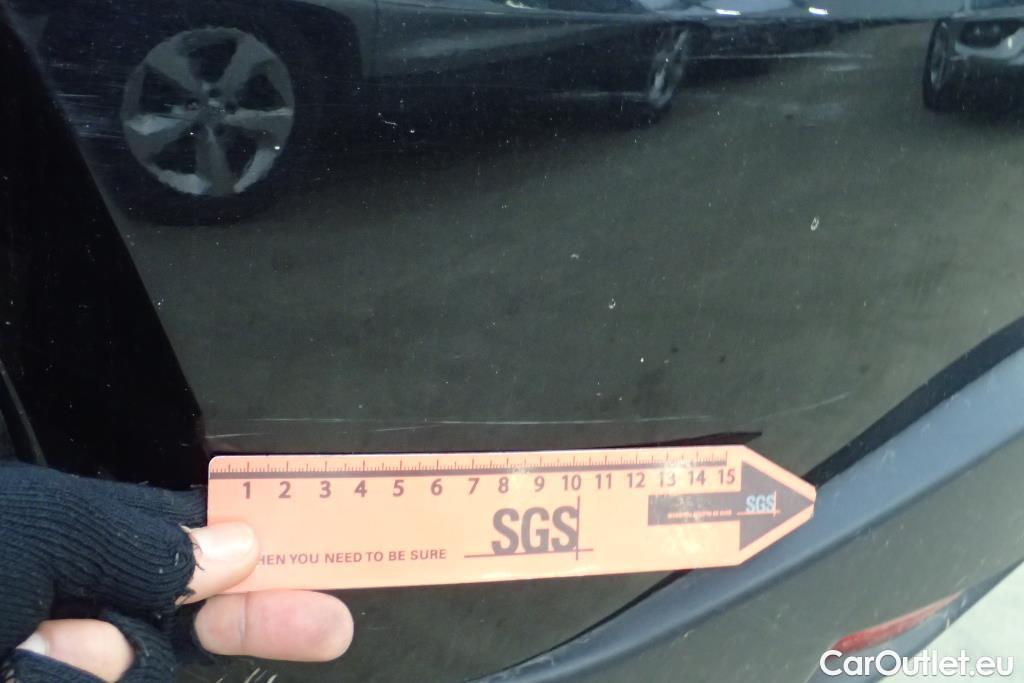 1 2 3 4 5 6 7 8 9 10 11 12 13 14 15
SGS
SGS
HEN YOU NEED TO BE SURE
CarOutlet.eu